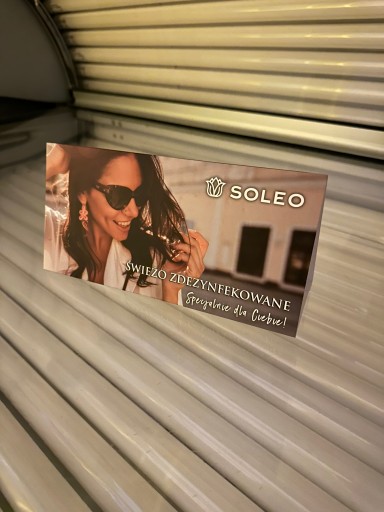 SOLEO
ŚWIEŻO ZDEZYNFEKOWANE
Specjalnie dla Ciebie!